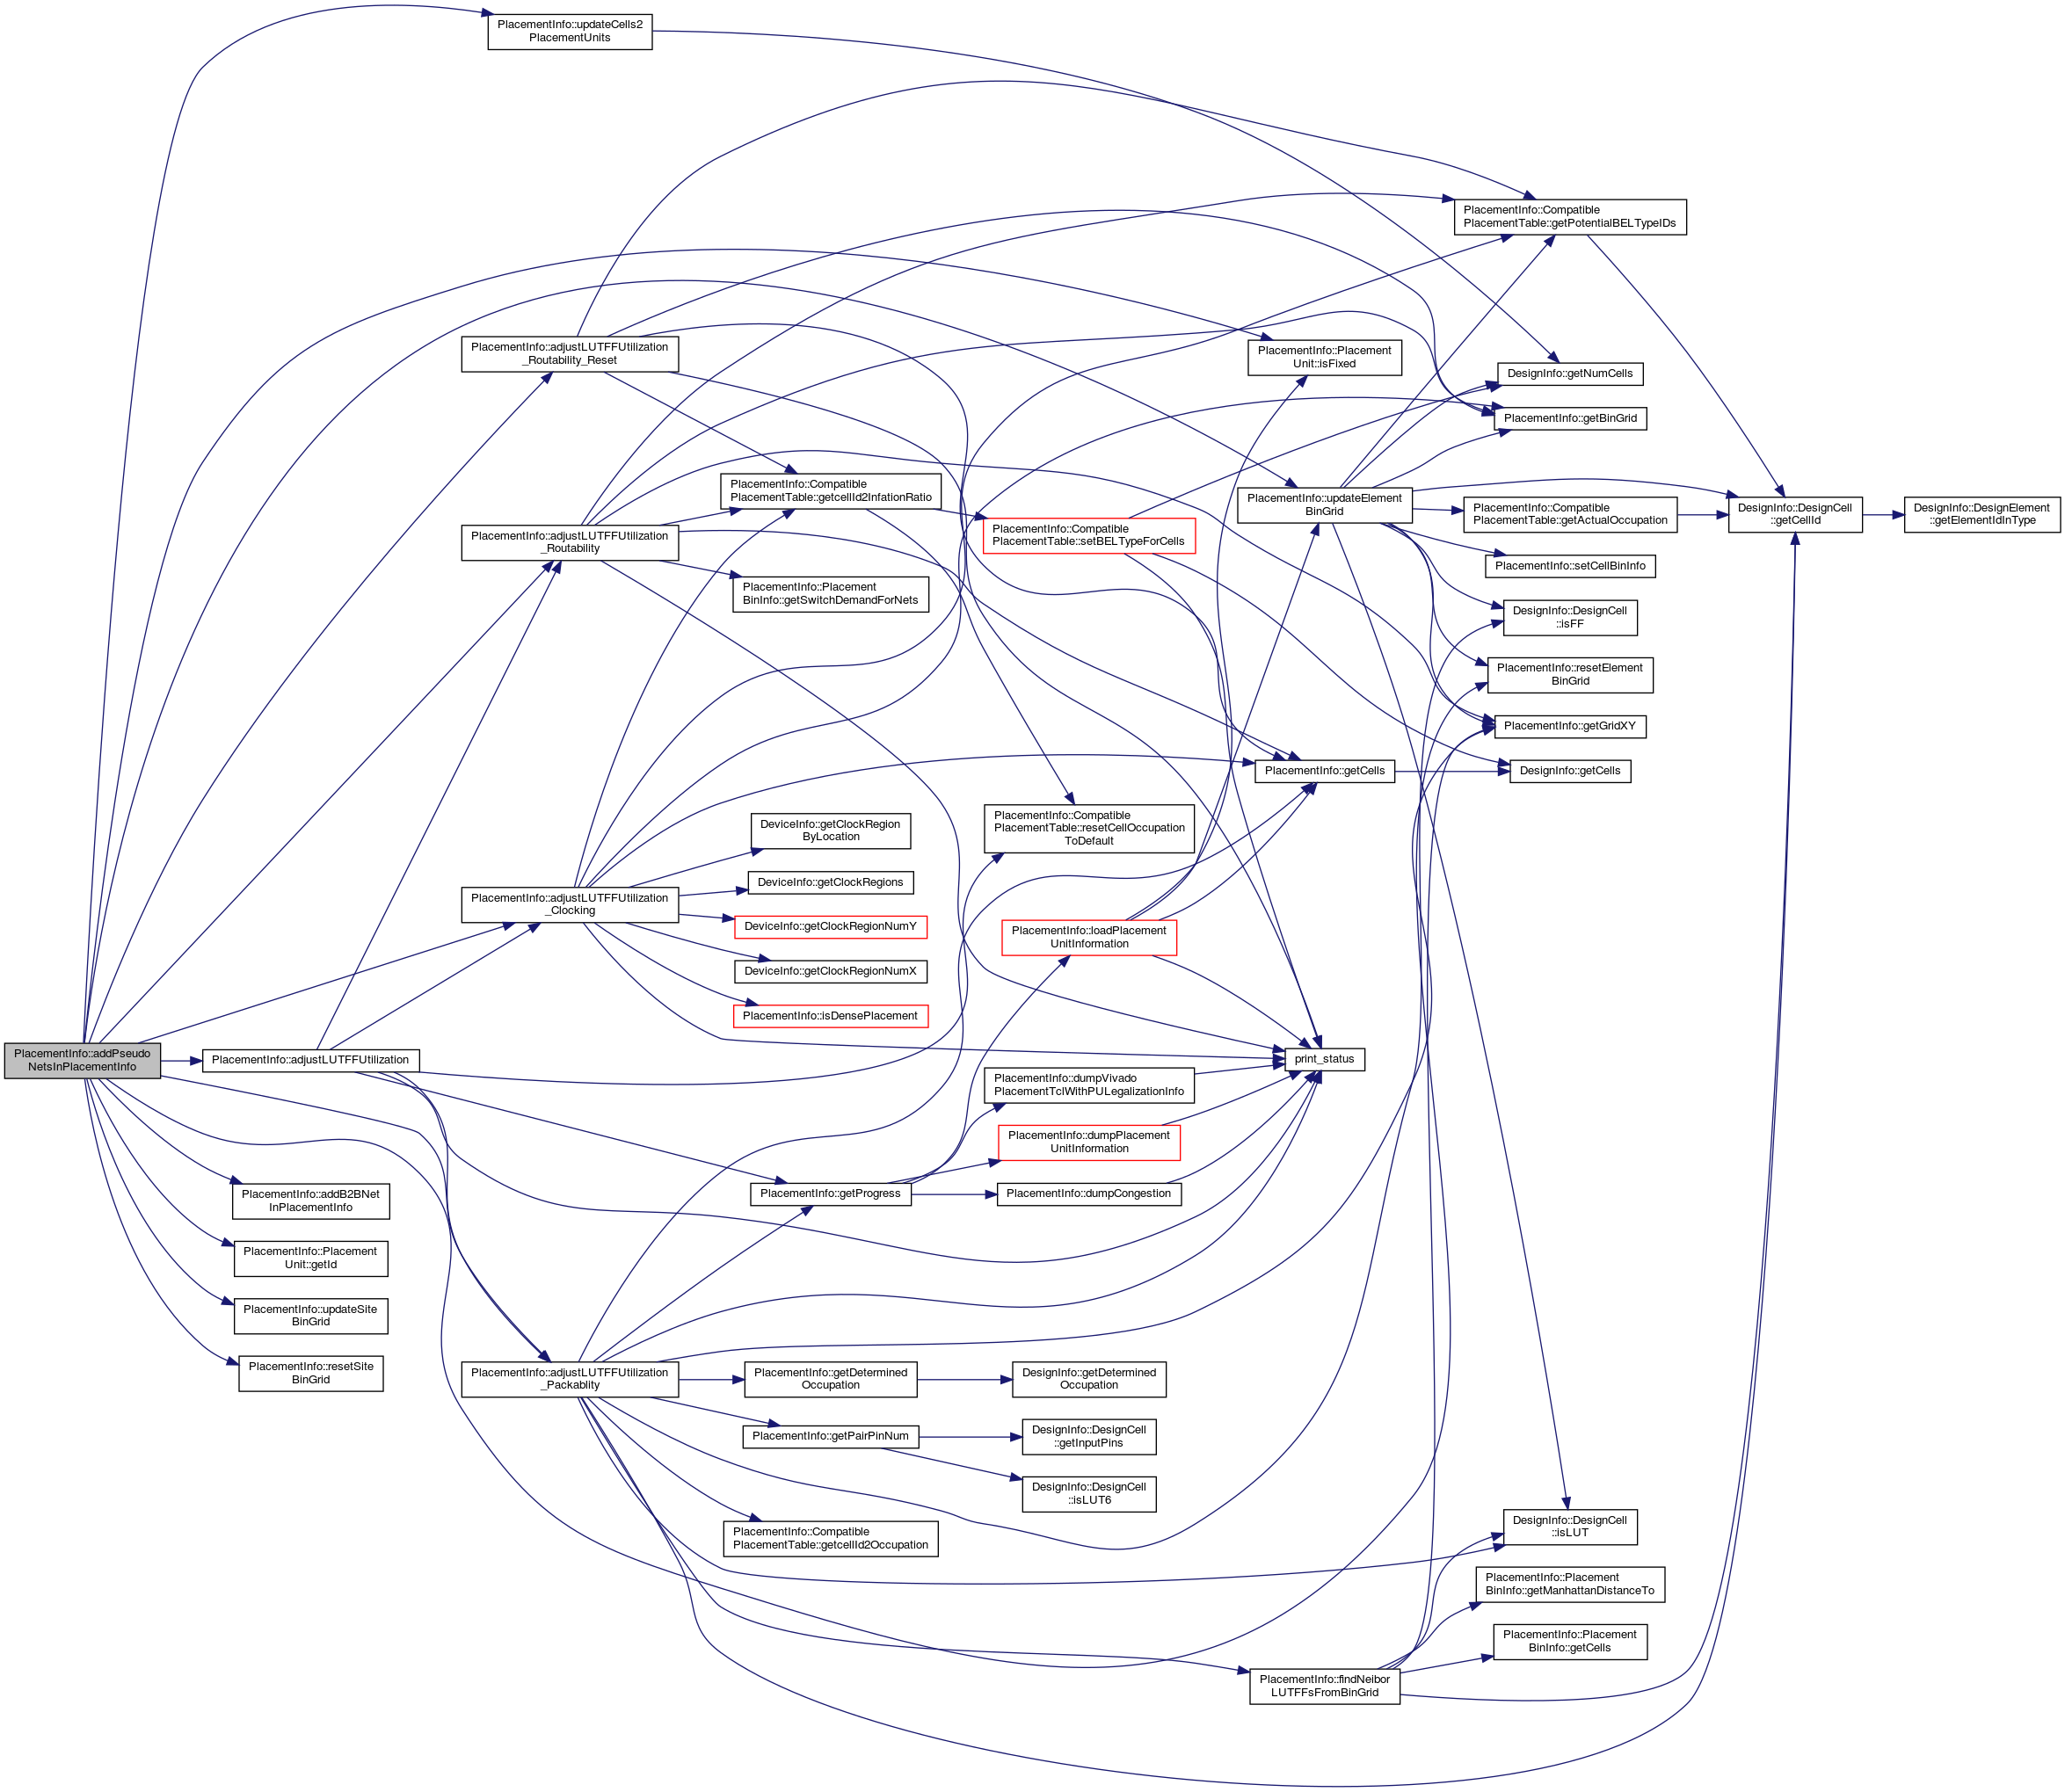 PlacementInfo::updateCells2
PlacementUnits
PlacementInfo::Compatible
PlacementTable::getPotentialBELTypeIDs
PlacementInfo::adjustLUTFFUtilization
_Routability_Reset
PlacementInfo::Placement
Unit::isFixed
DesignInfo::getNumCells
PlacementInfo::getBinGrid
PlacementInfo::Compatible
PlacementTable::getcellId2InfationRatio
PlacementInfo::updateElement
BinGrid
PlacementInfo::Compatible
PlacementTable::getActualOccupation
DesignInfo::DesignCell
::getCellId
DesignInfo::DesignElement
::getElementIdInType
PlacementInfo::adjustLUTFFUtilization
_Routability
PlacementInfo::Compatible
PlacementTable::setBELTypeForCells
PlacementInfo::setCellBinInfo
PlacementInfo::Placement
BinInfo::getSwitchDemandForNets
DesignInfo::DesignCell
::isFF
PlacementInfo::resetElement
BinGrid
PlacementInfo::getGridXY
PlacementInfo::getCells
DesignInfo::getCells
DeviceInfo::getClockRegion
ByLocation
PlacementInfo::Compatible
PlacementTable::resetCellOccupation
ToDefault
DeviceInfo::getClockRegions
PlacementInfo::adjustLUTFFUtilization
_Clocking
DeviceInfo::getClockRegionNumY
PlacementInfo::loadPlacement
UnitInformation
DeviceInfo::getClockRegionNumX
PlacementInfo::isDensePlacement
PlacementInfo::addPseudo
NetsInPlacementInfo
PlacementInfo::adjustLUTFFUtilization
print_status
PlacementInfo::dumpVivado
PlacementTclWithPULegalizationInfo
PlacementInfo::dumpPlacement
UnitInformation
PlacementInfo::addB2BNet
InPlacementInfo
PlacementInfo::getProgress
PlacementInfo::dumpCongestion
PlacementInfo::Placement
Unit::getId
PlacementInfo::updateSite
BinGrid
PlacementInfo::resetSite
BinGrid
PlacementInfo::adjustLUTFFUtilization
_Packablity
PlacementInfo::getDetermined
Occupation
DesignInfo::getDetermined
Occupation
PlacementInfo::getPairPinNum
DesignInfo::DesignCell
::getInputPins
DesignInfo::DesignCell
::isLUT6
PlacementInfo::Compatible
PlacementTable::getcellId2Occupation
DesignInfo::DesignCell
::isLUT
PlacementInfo::Placement
BinInfo::getManhattanDistanceTo
PlacementInfo::Placement
BinInfo::getCells
PlacementInfo::findNeibor
LUTFFsFromBinGrid